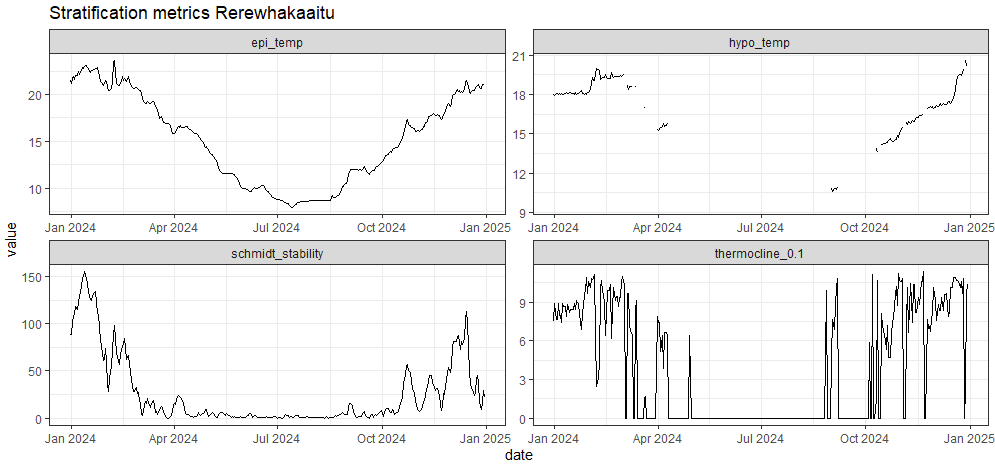 Stratification metrics Rerewhakaaitu
epi_temp
hypo_temp
20
15
10
21
18
15
12
9
Jan 2024 Apr 2024 Jul 2024 Oct 2024 Jan 2025
Jan 2024 Apr 2024 Jul 2024 Oct 2024 Jan 2025
value
schmidt_stability
thermocline_0.1
150
100
50
0
9
6
3
0
Jan 2024 Apr 2024 Jul 2024 Oct 2024 Jan 2025
Jan 2024 Apr 2024 Jul 2024 Oct 2024 Jan 2025
date